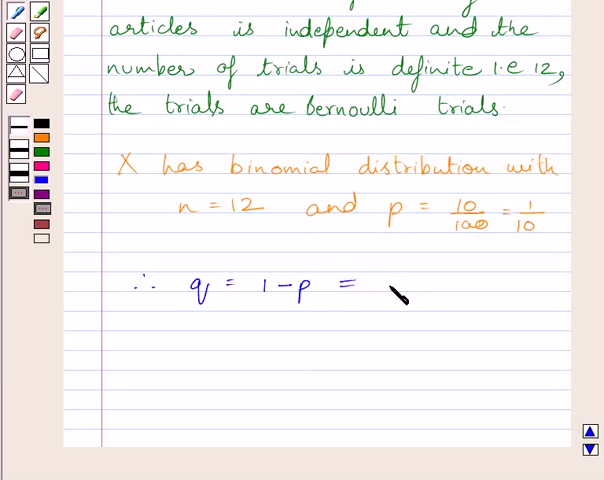 articles is independent and the
number of trials is definite i.e 12,
the trials are Bernoulli trials.
X has binomial distribution with
n = 12 and p = 10/100 = 1/10
∴ q = 1 - p =